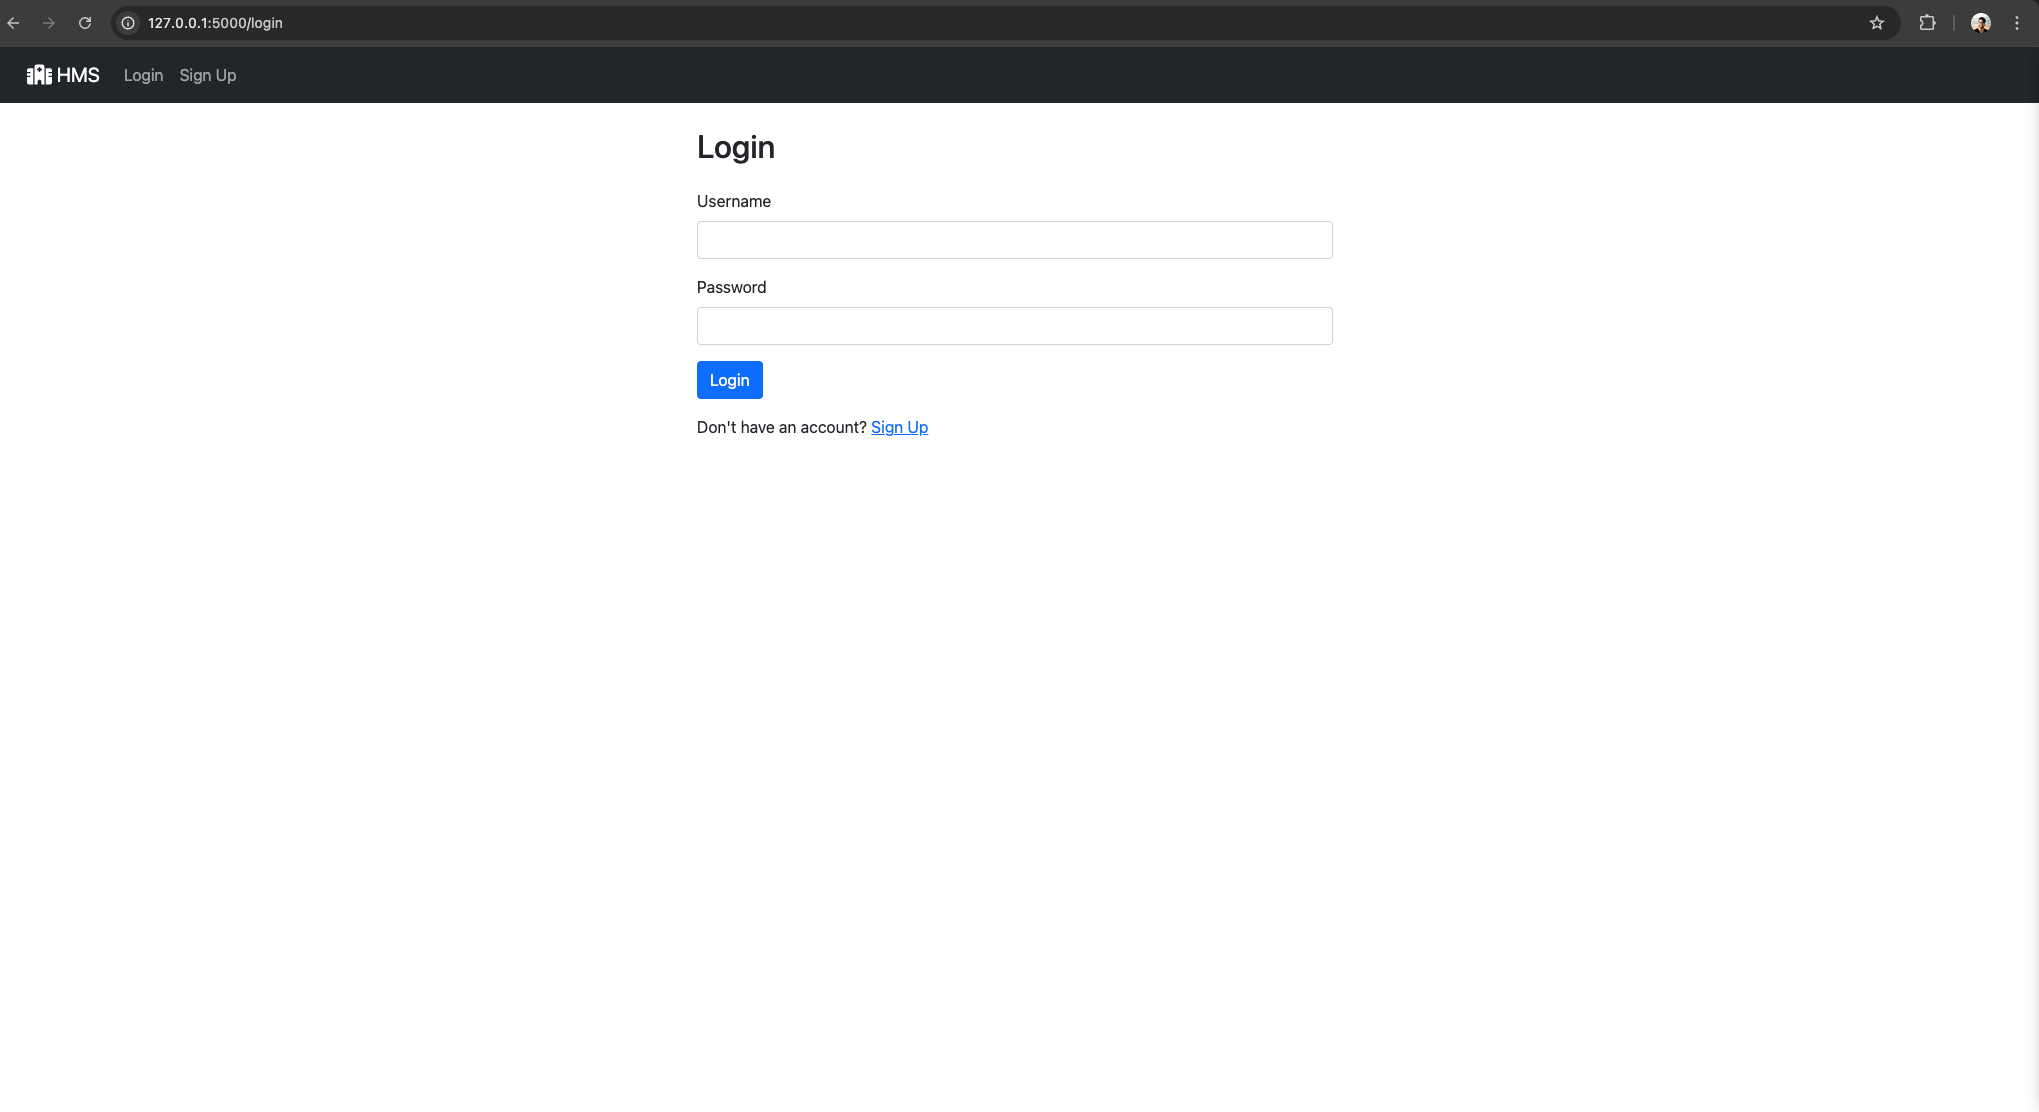 127.0.0.1:5000/login
HMS Login Sign Up
Login
Username
Password
Login
Don't have an account? Sign Up